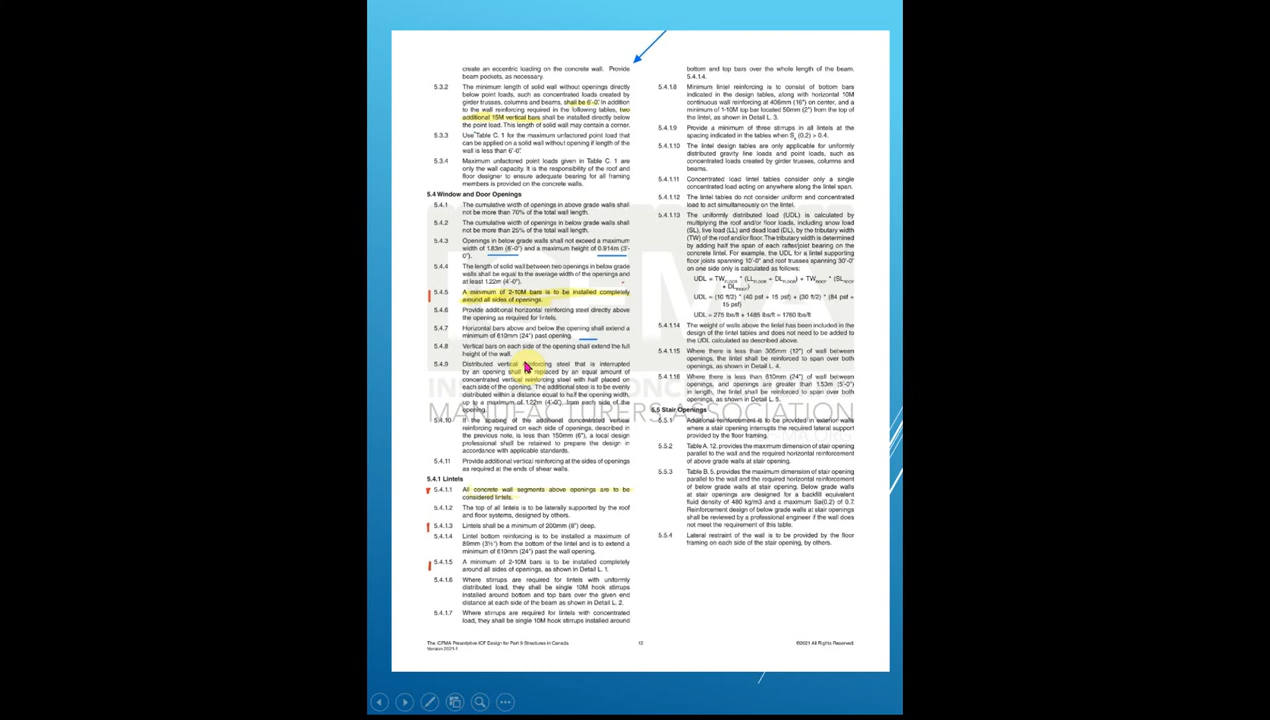 create an eccentric loading on the concrete wall. Provide
beam pockets, as necessary.
5.3.2 The minimum length of solid wall without openings directly
below point loads, such as concentrated loads created by
girder trusses, columns and beams, shall be 6'-0". In addition
to the wall reinforcing required in the following tables, two
additional 15M vertical bars shall be installed directly below
the point load. This length of solid wall may contain a corner.
5.3.3 Use Table C. 1 for the maximum unfactored point load that
can be applied on a solid wall without opening if length of the
wall is less than 6'-0".
5.3.4 Maximum unfactored point loads given in Table C. 1 are
only the wall capacity. It is the responsibility of the roof and
floor designer to ensure adequate bearing for all framing
members is provided on the concrete walls.
5.4 Window and Door Openings
5.4.1 The cumulative width of openings in above grade walls shall
not be more than 70% of the total wall length.
5.4.2 The cumulative width of openings in below grade walls shall
not be more than 25% of the total wall length.
5.4.3 Openings in below grade walls shall not exceed a maximum
width of 1.83m (6'-0") and a maximum height of 0.914m (3'-
0").
5.4.4 The length of solid wall between two openings in below grade
walls shall be equal to the average width of the openings and
at least 1.22m (4'-0").
5.4.5 A minimum of 2-10M bars is to be installed completely
around all sides of openings.
5.4.6 Provide additional horizontal reinforcing steel directly above
the opening as required for lintels.
5.4.7 Horizontal bars above and below the opening shall extend a
minimum of 610mm (24") past opening.
5.4.8 Vertical bars on each side of the opening shall extend the full
height of the wall.
5.4.9 Distributed vertical reinforcing steel that is interrupted
by an opening shall be replaced by an equal amount of
concentrated vertical reinforcing steel with half placed on
each side of the opening. The additional steel is to be evenly
distributed within a distance equal to half the opening width,
up to a maximum of 1.22m (4'-0"), from each side of the
opening.
5.4.10 If the spacing of the additional concentrated vertical
reinforcing required on each side of openings, described in
the previous note, is less than 150mm (6"), a local design
professional shall be retained to prepare the design in
accordance with applicable standards.
5.4.11 Provide additional vertical reinforcing at the sides of openings
as required at the ends of shear walls.
5.4.1 Lintels
5.4.1.1 All concrete wall segments above openings are to be
considered lintels.
5.4.1.2 The top of all lintels is to be laterally supported by the roof
and floor systems, designed by others.
5.4.1.3 Lintels shall be a minimum of 200mm (8") deep.
5.4.1.4 Lintel bottom reinforcing is to be installed a maximum of
89mm (3½") from the bottom of the lintel and is to extend a
minimum of 610mm (24") past the wall opening.
5.4.1.5 A minimum of 2-10M bars is to be installed completely
around all sides of openings, as shown in Detail L. 1.
5.4.1.6 Where stirrups are required for lintels with uniformly
distributed load, they shall be single 10M hook stirrups
installed around bottom and top bars over the given end
distance at each side of the beam as shown in Detail L. 2.
5.4.1.7 Where stirrups are required for lintels with concentrated
load, they shall be single 10M hook stirrups installed around
bottom and top bars over the whole length of the beam.
5.4.1.4.
5.4.1.8 Minimum lintel reinforcing is to consist of bottom bars
indicated in the design tables, along with horizontal 10M
continuous wall reinforcing at 406mm (16") on center, and a
minimum of 1-10M top bar located 50mm (2") from the top of
the lintel, as shown in Detail L. 3.
5.4.1.9 Provide a minimum of three stirrups in all lintels at the
spacing indicated in the tables when Sa (0.2) > 0.4.
5.4.1.10 The lintel design tables are only applicable for uniformly
distributed gravity line loads and point loads, such as
concentrated loads created by girder trusses, columns and
beams.
5.4.1.11 Concentrated load lintel tables consider only a single
concentrated load acting on anywhere along the lintel span.
5.4.1.12 The lintel tables do not consider uniform and concentrated
load to act simultaneously on the lintel.
5.4.1.13 The uniformly distributed load (UDL) is calculated by
multiplying the roof and/or floor loads, including snow load
(SL), live load (LL) and dead load (DL), by the tributary width
(TW) of the roof and/or floor. The tributary width is determined
by adding half the span of each rafter/joist bearing on the
concrete lintel. For example, the UDL for a lintel supporting
floor joists spanning 10'-0" and roof trusses spanning 30'-0"
on one side only is calculated as follows:
UDL = TWFLOOR * (LLFLOOR + DLFLOOR) + TWROOF * (SLROOF
+ DLROOF)
UDL = (10 ft/2) * (40 psf + 15 psf) + (30 ft/2) * (84 psf +
15 psf)
UDL = 275 lbs/ft + 1485 lbs/ft = 1760 lbs/ft
5.4.1.14 The weight of walls above the lintel has been included in the
design of the lintel tables and does not need to be added to
the UDL calculated as described above.
5.4.1.15 Where there is less than 305mm (12") of wall between
openings, the lintel shall be reinforced to span over both
openings, as shown in Detail L. 4.
5.4.1.16 Where there is less than 610mm (24") of wall between
openings, and openings are greater than 1.53m (5'-0")
in length, the lintel shall be reinforced to span over both
openings, as shown in Detail L. 5.
5.5 Stair Openings
5.5.1 Additional reinforcement is to be provided in exterior walls
where a stair opening interrupts the required lateral support
provided by the floor framing.
5.5.2 Table A. 12, provides the maximum dimension of stair opening
parallel to the wall and the required horizontal reinforcement
of above grade walls at stair opening.
5.5.3 Table B. 5, provides the maximum dimension of stair opening
parallel to the wall and the required horizontal reinforcement
of below grade walls at stair opening. Below grade walls
at stair openings are designed for a backfill equivalent
fluid density of 480 kg/m3 and a maximum Sa(0.2) of 0.7.
Reinforcement design of below grade walls at stair openings
shall be reviewed by a professional engineer if the wall does
not meet the requirement of this table.
5.5.4 Lateral restraint of the wall is to be provided by the floor
framing on each side of the stair opening, by others.
MANUFACTURERS ASSOCIATION
The ICFMA Prescriptive ICF Design for Part 9 Structures in Canada
Version 2021-1
12
©2021 All Rights Reserved.